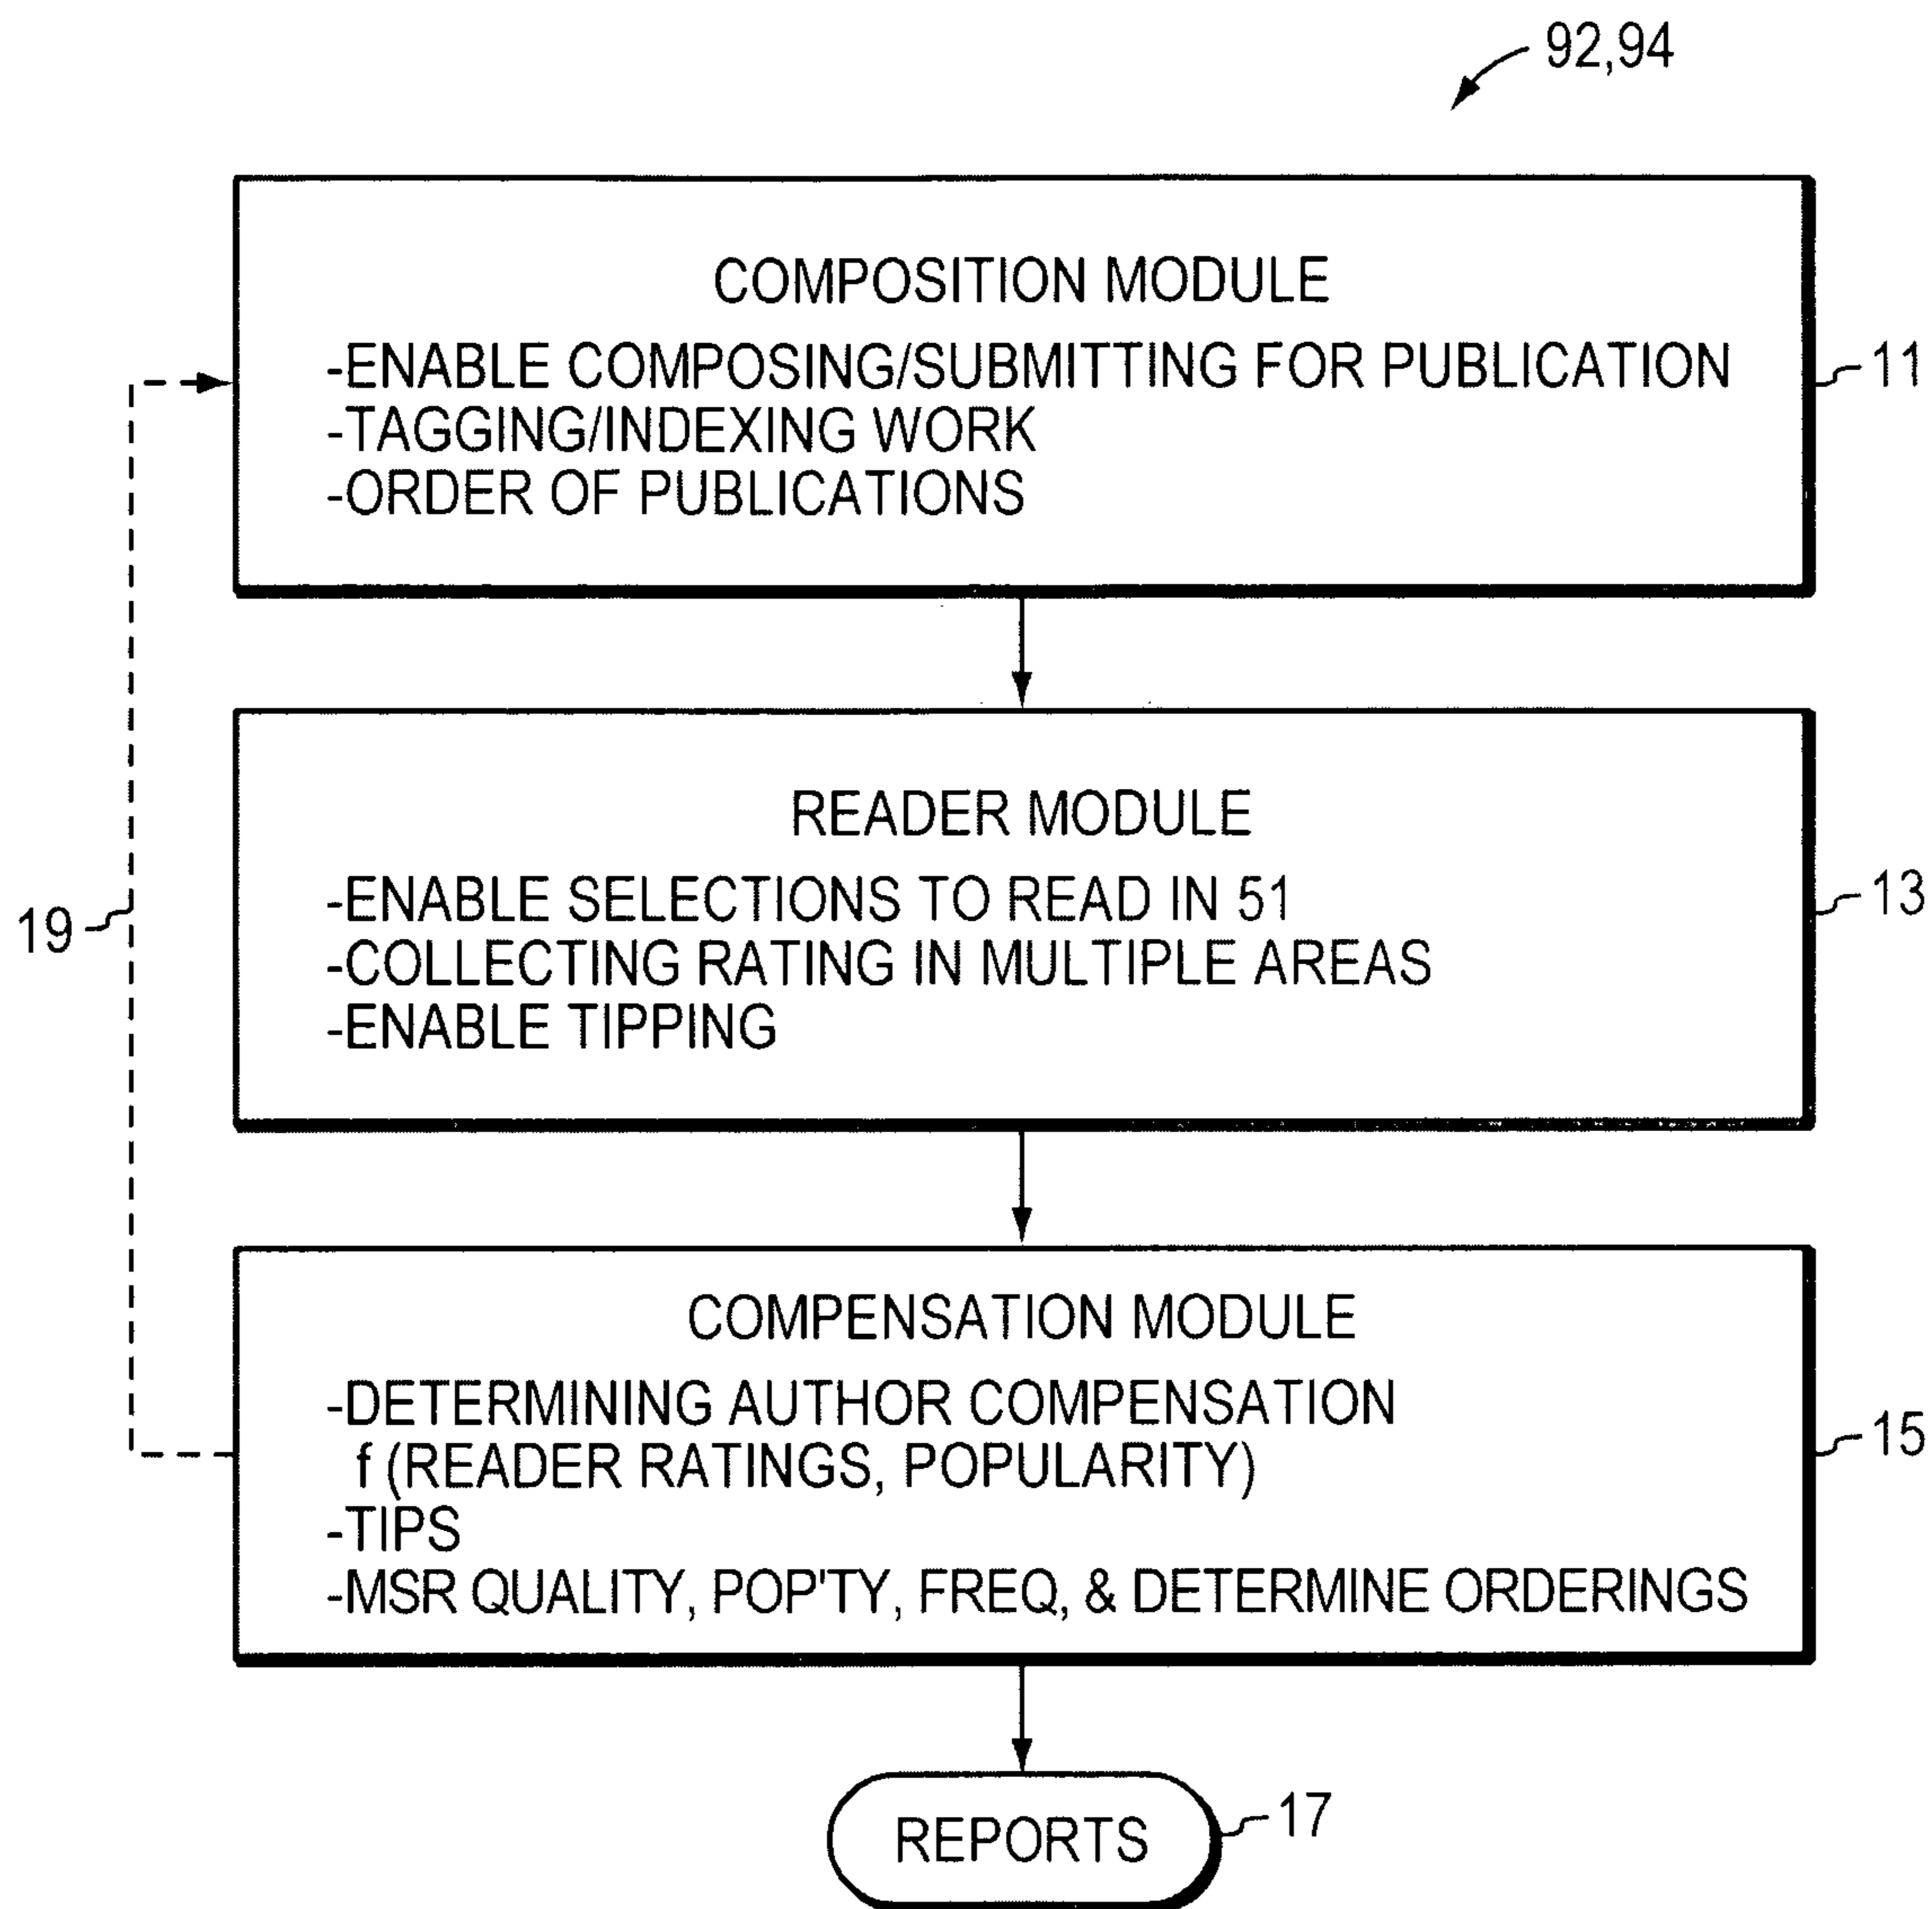 92,94
COMPOSITION MODULE
-ENABLE COMPOSING/SUBMITTING FOR PUBLICATION
-TAGGING/INDEXING WORK
-ORDER OF PUBLICATIONS
11
READER MODULE
-ENABLE SELECTIONS TO READ IN 51
-COLLECTING RATING IN MULTIPLE AREAS
-ENABLE TIPPING
13
19
COMPENSATION MODULE
-DETERMINING AUTHOR COMPENSATION
f (READER RATINGS, POPULARITY)
-TIPS
-MSR QUALITY, POP'TY, FREQ, & DETERMINE ORDERINGS
15
REPORTS
17